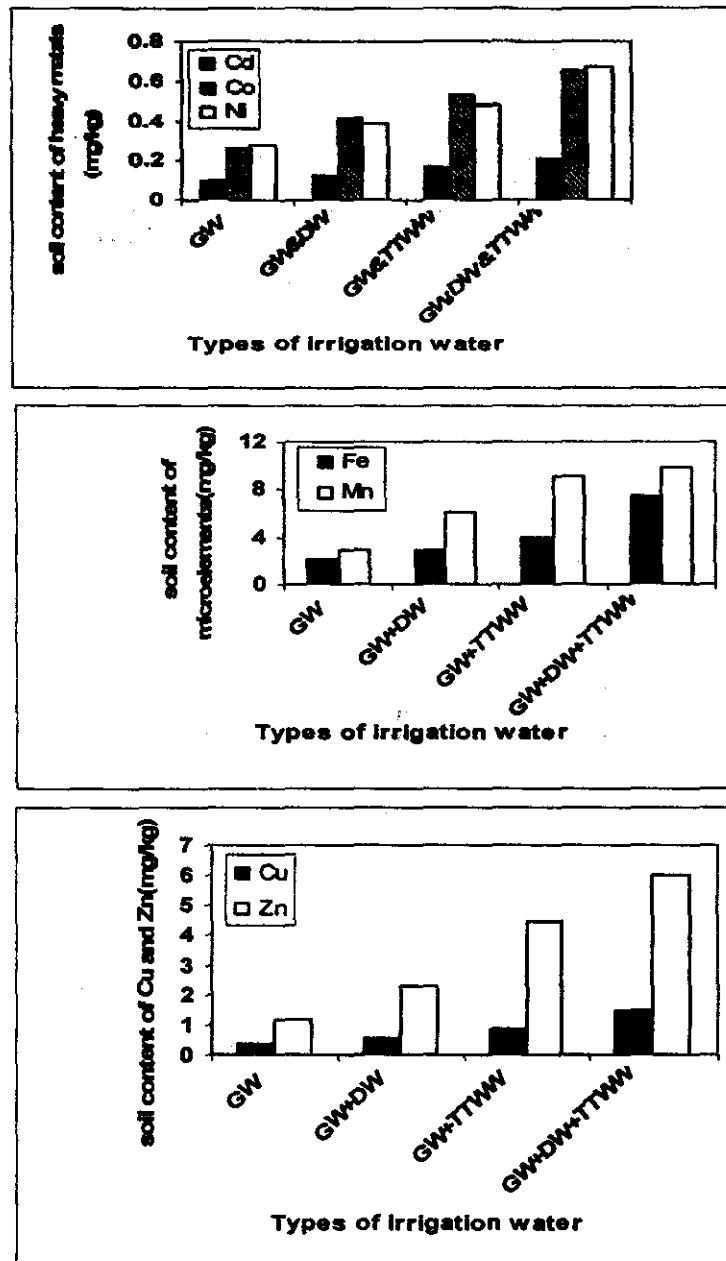 soil content of heavy metals
(mg/kg)
0.8
0.6
0.4
0.2
0
Cd
Co
Ni
GW
GW&DW
GW&TTWW
GW,DW&TTWW
Types of irrigation water
soil content of
microelements(mg/kg)
12
8
4
0
Fe
Mn
GW
GW+DW
GW+TTWW
GW+DW+TTWW
Types of irrigation water
soil content of Cu and Zn(mg/kg)
7
6
5
4
3
2
1
0
Cu
Zn
GW
GW+DW
GW+TTWW
GW+DW+TTWW
Types of irrigation water